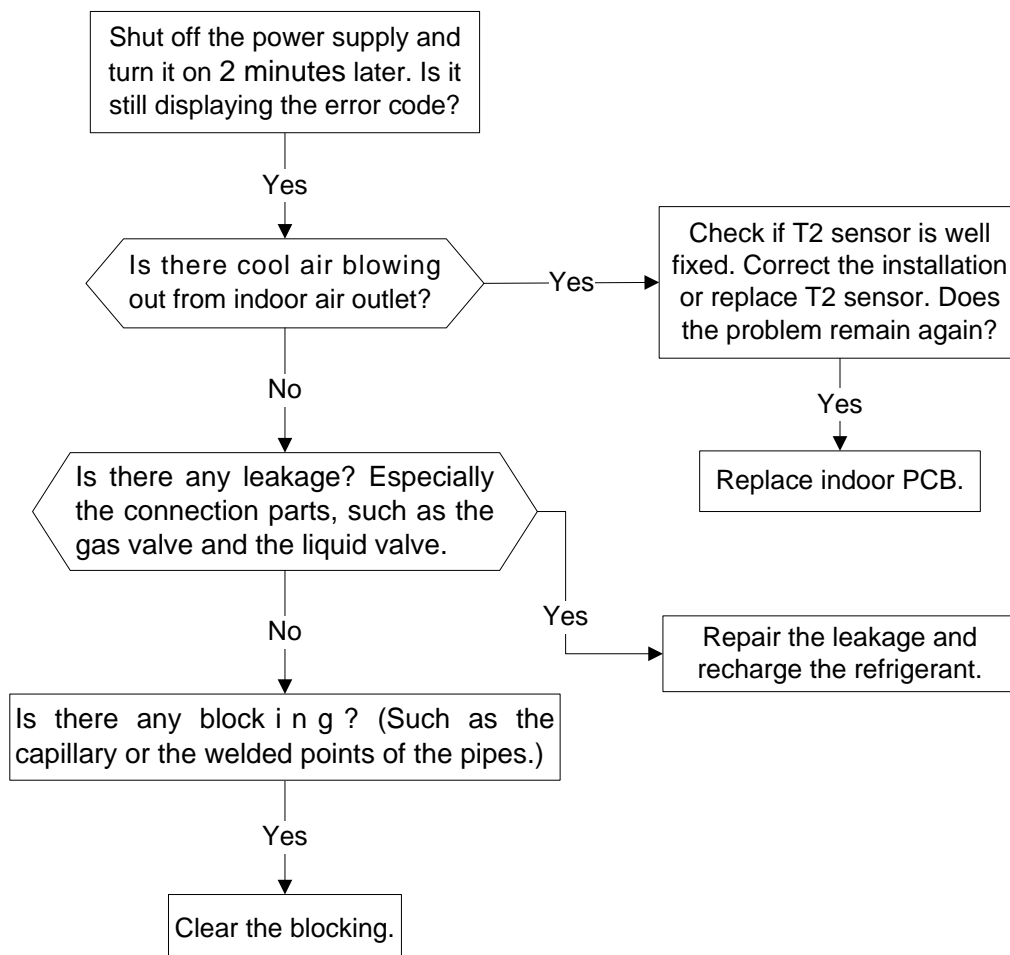 Shut off the power supply and
turn it on 2 minutes later. Is it
still displaying the error code?
Yes
Is there cool air blowing
out from indoor air outlet?
Yes
Check if T2 sensor is well
fixed. Correct the installation
or replace T2 sensor. Does
the problem remain again?
No
Yes
Replace indoor PCB.
Is there any leakage? Especially
the connection parts, such as the
gas valve and the liquid valve.
Yes
Repair the leakage and
recharge the refrigerant.
No
Is there any blocking? (Such as the
capillary or the welded points of the pipes.)
Yes
Clear the blocking.